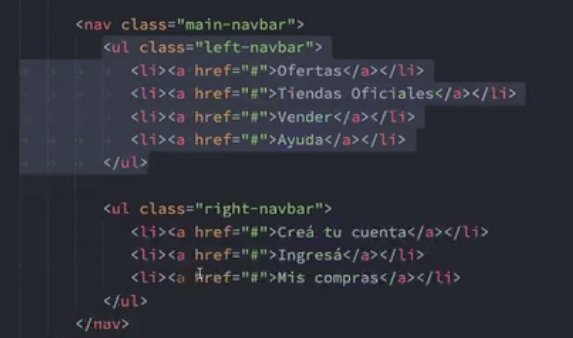 <nav class="main-navbar">
<ul class="left-navbar">
<li><a href="#">Ofertas</a></li>
<li><a href="#">Tiendas Oficiales</a></li>
<li><a href="#">Vender</a></li>
<li><a href="#">Ayuda</a></li>
</ul>
<ul class="right-navbar">
<li><a href="#">Creá tu cuenta</a></li>
<li><a href="#">Ingresá</a></li>
<li><a href="#">Mis compras</a></li>
</ul>
</nav>